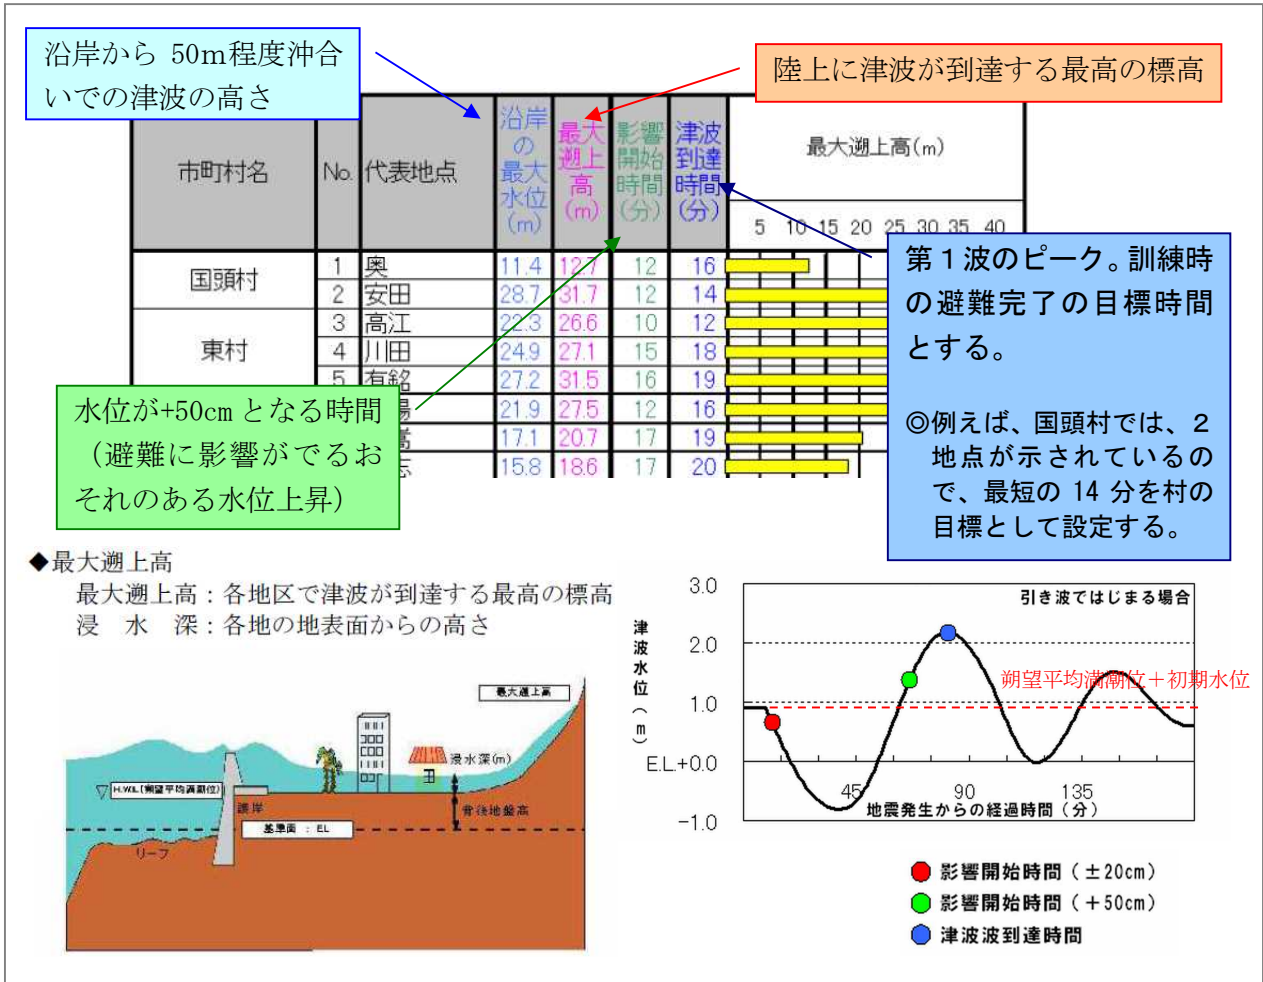 沿岸から 50m程度沖合
いでの津波の高さ
陸上に津波が到達する最高の標高
市町村名 No. 代表地点 沿岸の最大水位(m) 最大遡上高(m) 影響開始時間(分) 津波到達時間(分) 最大遡上高(m)
5 10 15 20 25 30 35 40
国頭村 1 奥 11.4 12.7 12 16
2 安田 28.7 31.7 12 14
東村 3 高江 22.3 26.6 10 12
4 川田 24.9 27.1 15 18
5 有銘 27.2 31.5 16 19
21.9 27.5 12 16
17.1 20.7 17 19
15.8 18.6 17 20
第1波のピーク。訓練時
の避難完了の目標時間
とする。
◎例えば、国頭村では、2
地点が示されているの
で、最短の 14 分を村の
目標として設定する。
水位が+50cm となる時間
(避難に影響がでるお
それのある水位上昇)
◆最大遡上高
最大遡上高:各地区で津波が到達する最高の標高
浸 水 深:各地の地表面からの高さ
最大遡上高
浸水深(m)
H.W.L(朔望平均満潮位)
護岸
背後地盤高
基準面 : EL
リーフ
津波水位(m)
3.0
引き波ではじまる場合
2.0
朔望平均満潮位+初期水位
1.0
E.L.+0.0
45 90 135
地震発生からの経過時間(分)
-1.0
影響開始時間(±20cm)
影響開始時間(+50cm)
津波波到達時間